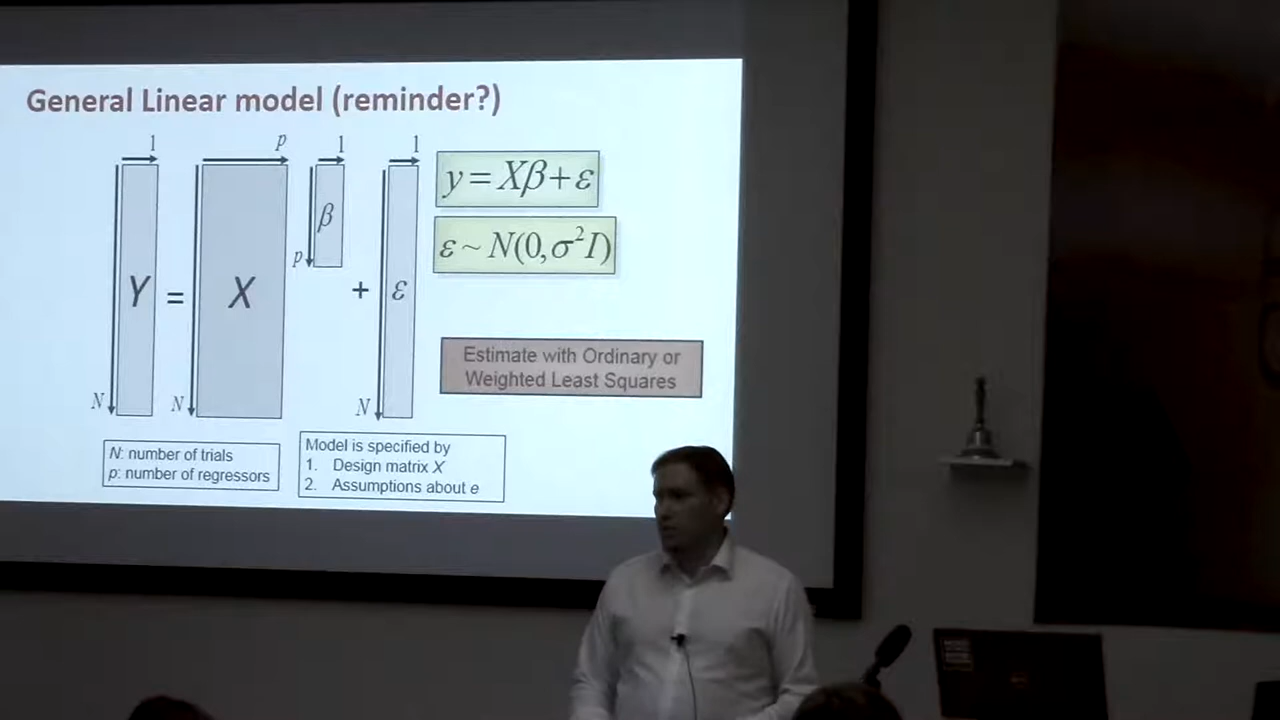 General Linear model (reminder?)
1
p
1
1
y = Xβ + ε
β
ε ~ N(0, σ²I)
p
Y
=
X
+
ε
Estimate with Ordinary or
Weighted Least Squares
N
N
N
N: number of trials
p: number of regressors
Model is specified by
1. Design matrix X
2. Assumptions about e